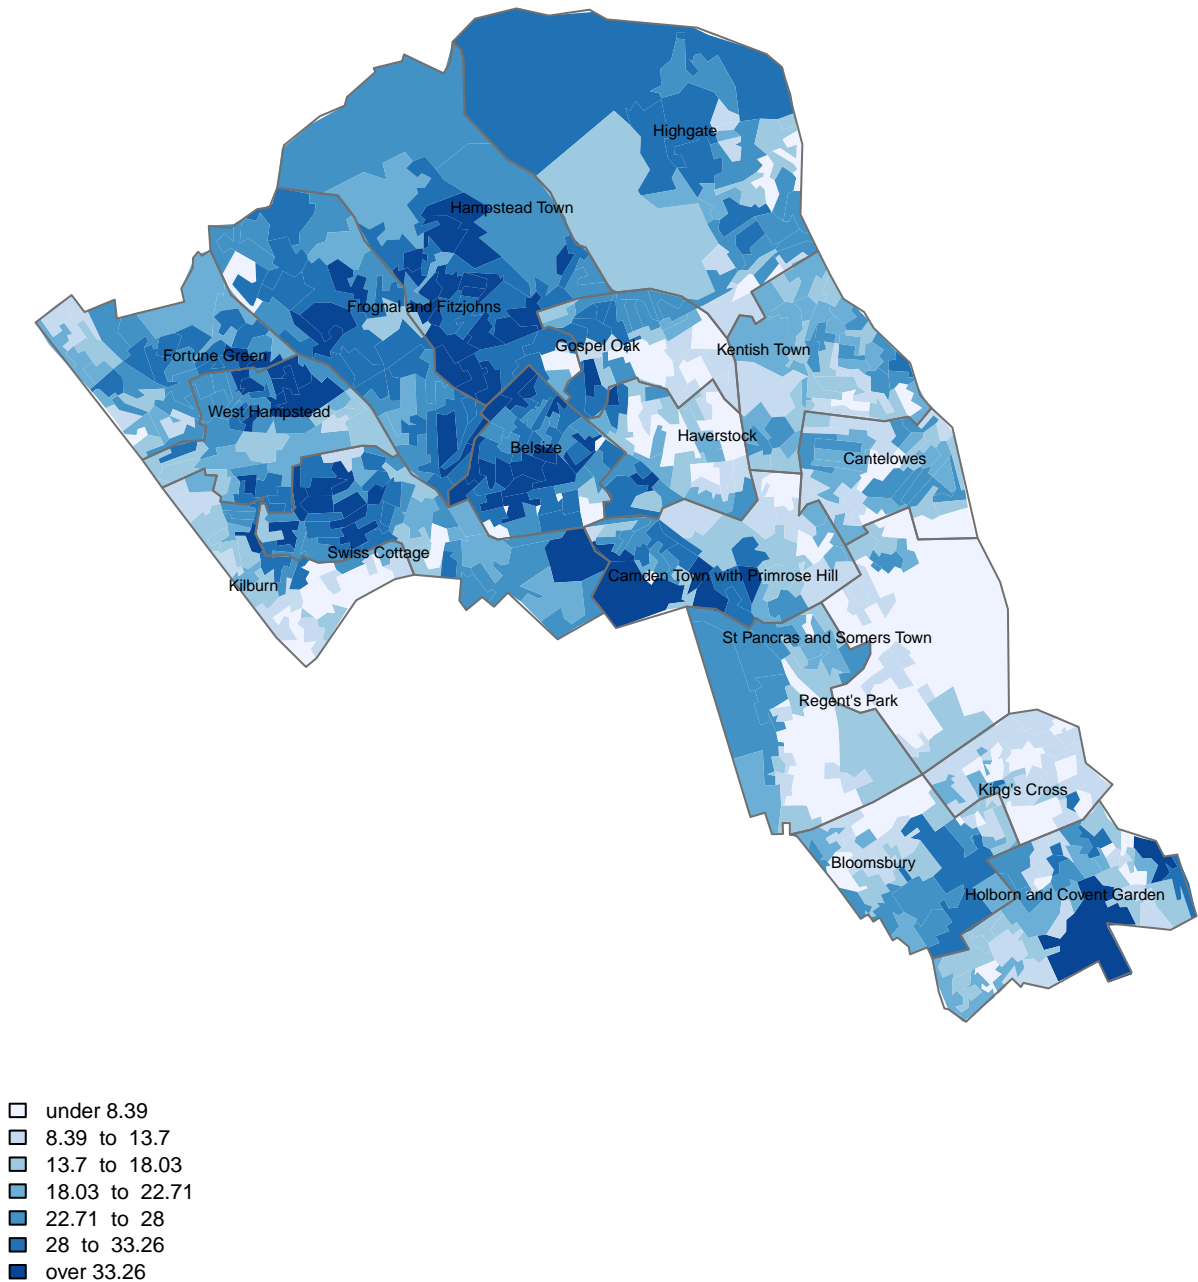 Highgate
Hampstead Town
Frognal and Fitzjohns
Gospel Oak
Kentish Town
Fortune Green
West Hampstead
Haverstock
Belsize
Cantelowes
Swiss Cottage
Camden Town with Primrose Hill
Kilburn
St Pancras and Somers Town
Regent's Park
King's Cross
Bloomsbury
Holborn and Covent Garden
under 8.39
8.39 to 13.7
13.7 to 18.03
18.03 to 22.71
22.71 to 28
28 to 33.26
over 33.26